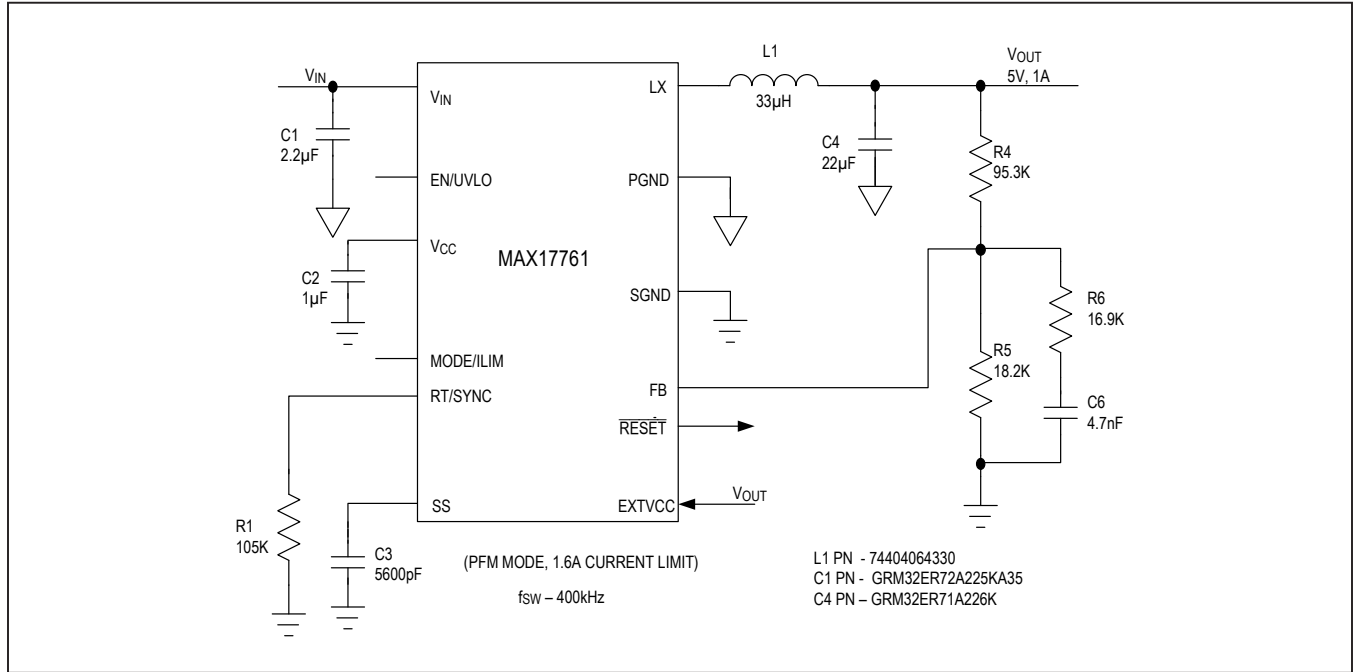 VIN
C1
2.2µF
C2
1µF
R1
105K
C3
5600pF
VIN
EN/UVLO
VCC
MODE/ILIM
RT/SYNC
SS
MAX17761
LX
PGND
SGND
FB
RESET
EXTVCC
VOUT
L1
33µH
C4
22µF
VOUT
5V, 1A
R4
95.3K
R5
18.2K
R6
16.9K
C6
4.7nF
(PFM MODE, 1.6A CURRENT LIMIT)
fSW – 400kHz
L1 PN - 74404064330
C1 PN - GRM32ER72A225KA35
C4 PN – GRM32ER71A226K